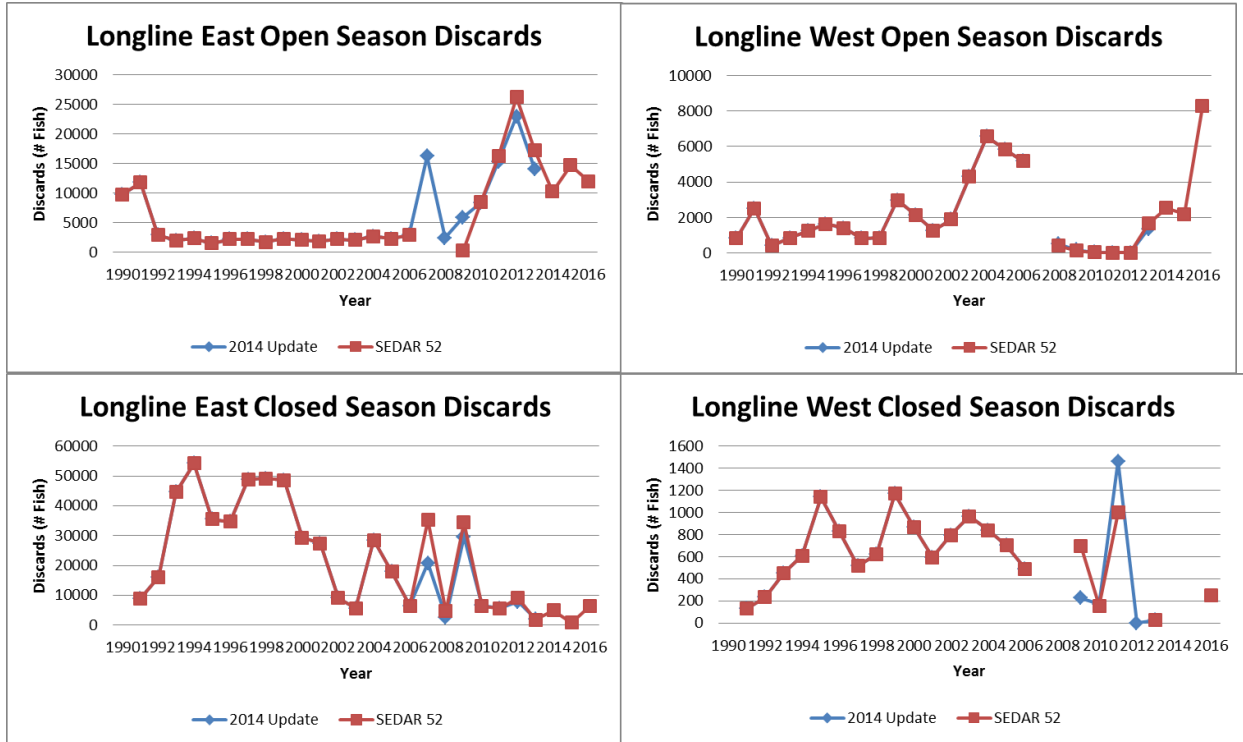 Longline East Open Season Discards
30000
25000
20000
15000
10000
5000
0
Discards (# Fish)
1990 1992 1994 1996 1998 2000 2002 2004 2006 2008 2010 2012 2014 2016
Year
2014 Update SEDAR 52
Longline West Open Season Discards
10000
8000
6000
4000
2000
0
Discards (# Fish)
1990 1992 1994 1996 1998 2000 2002 2004 2006 2008 2010 2012 2014 2016
Year
2014 Update SEDAR 52
Longline East Closed Season Discards
60000
50000
40000
30000
20000
10000
0
Discards (# Fish)
1990 1992 1994 1996 1998 2000 2002 2004 2006 2008 2010 2012 2014 2016
Year
2014 Update SEDAR 52
Longline West Closed Season Discards
1600
1400
1200
1000
800
600
400
200
0
Discards (# Fish)
1990 1992 1994 1996 1998 2000 2002 2004 2006 2008 2010 2012 2014 2016
Year
2014 Update SEDAR 52